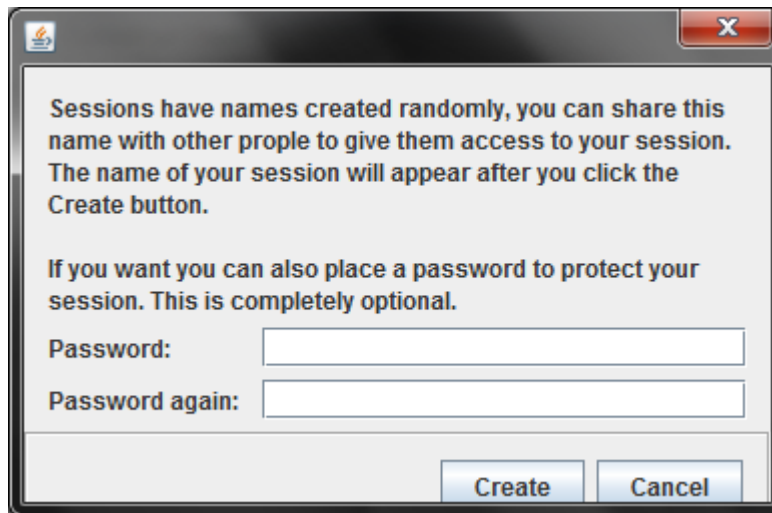 Sessions have names created randomly, you can share this
name with other prople to give them access to your session.
The name of your session will appear after you click the
Create button.
If you want you can also place a password to protect your
session. This is completely optional.
Password:
Password again:
Create Cancel